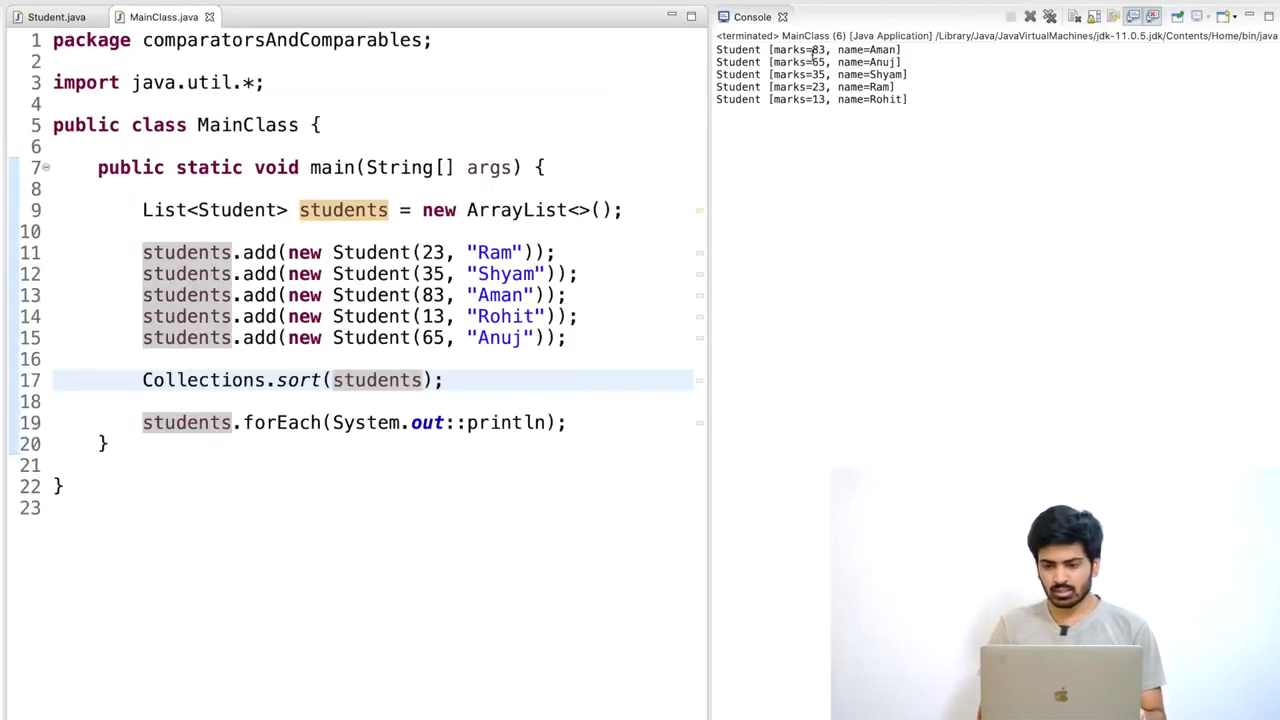 Student.java
MainClass.java
1 package comparatorsAndComparables;
2
3 import java.util.*;
4
5 public class MainClass {
6
7 public static void main(String[] args) {
8
9 List<Student> students = new ArrayList<>();
10
11 students.add(new Student(23, "Ram"));
12 students.add(new Student(35, "Shyam"));
13 students.add(new Student(83, "Aman"));
14 students.add(new Student(13, "Rohit"));
15 students.add(new Student(65, "Anuj"));
16
17 Collections.sort(students);
18
19 students.forEach(System.out::println);
20 }
21
22 }
23
Console
<terminated> MainClass (6) [Java Application] /Library/Java/JavaVirtualMachines/jdk-11.0.5.jdk/Contents/Home/bin/java
Student [marks=83, name=Aman]
Student [marks=65, name=Anuj]
Student [marks=35, name=Shyam]
Student [marks=23, name=Ram]
Student [marks=13, name=Rohit]